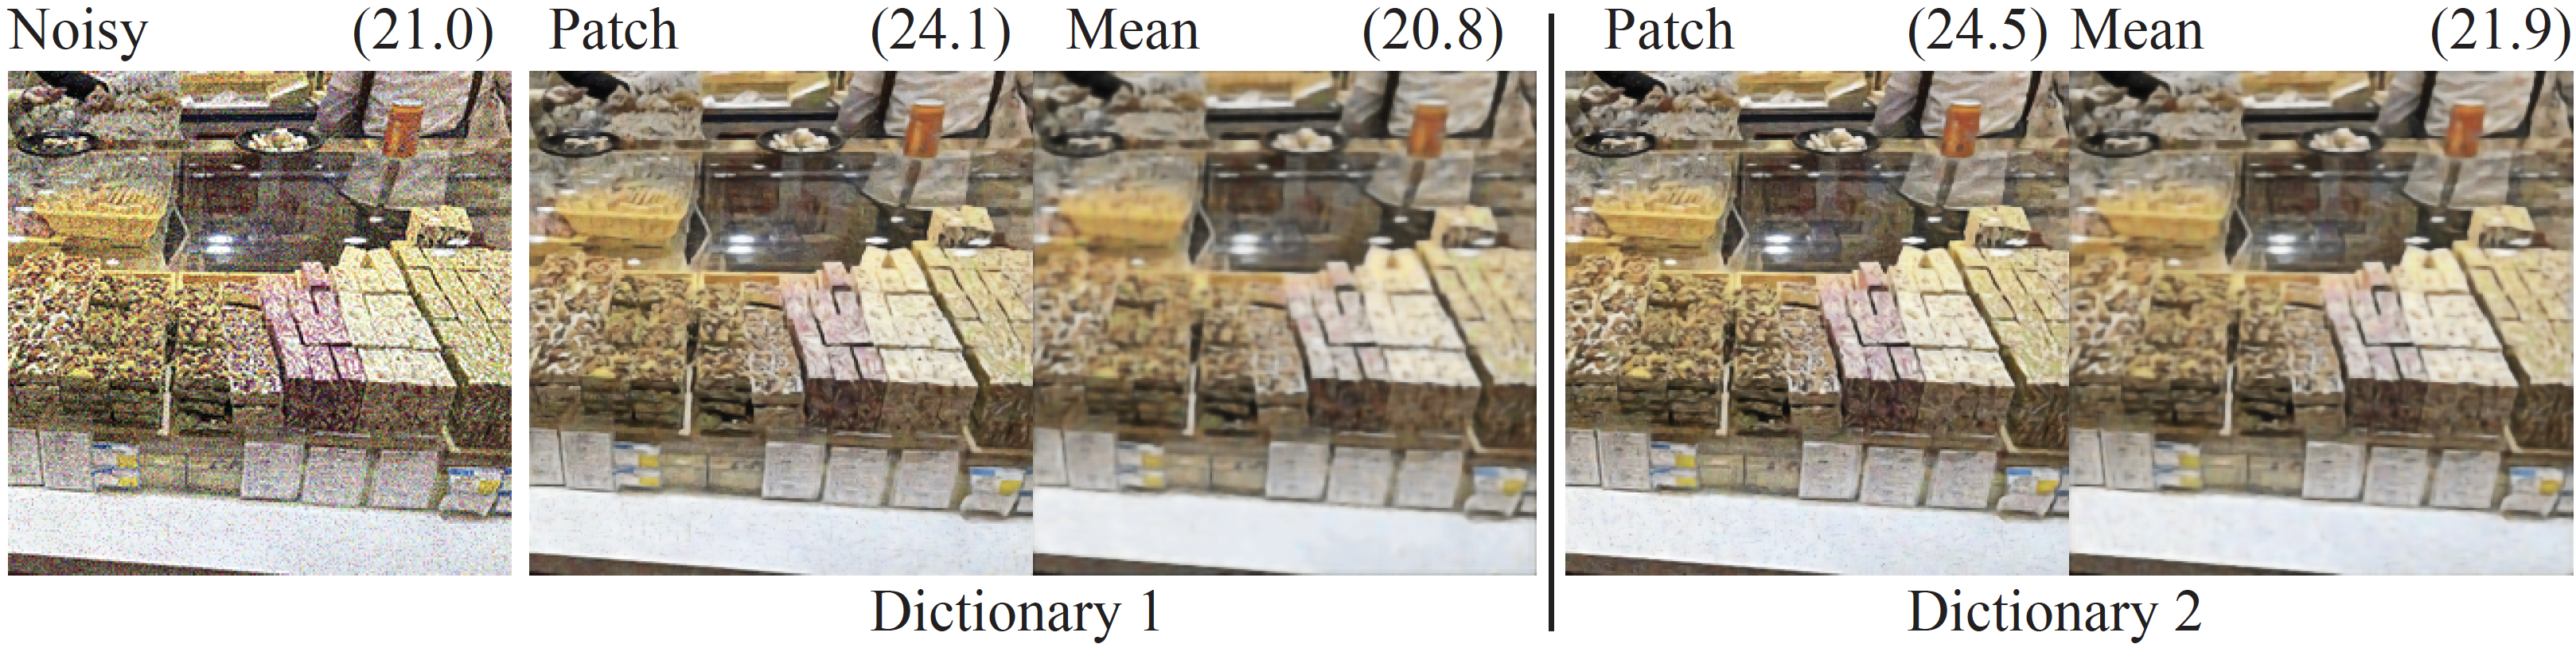 Noisy (21.0) Patch (24.1) Mean (20.8) Patch (24.5) Mean (21.9)
Dictionary 1 Dictionary 2